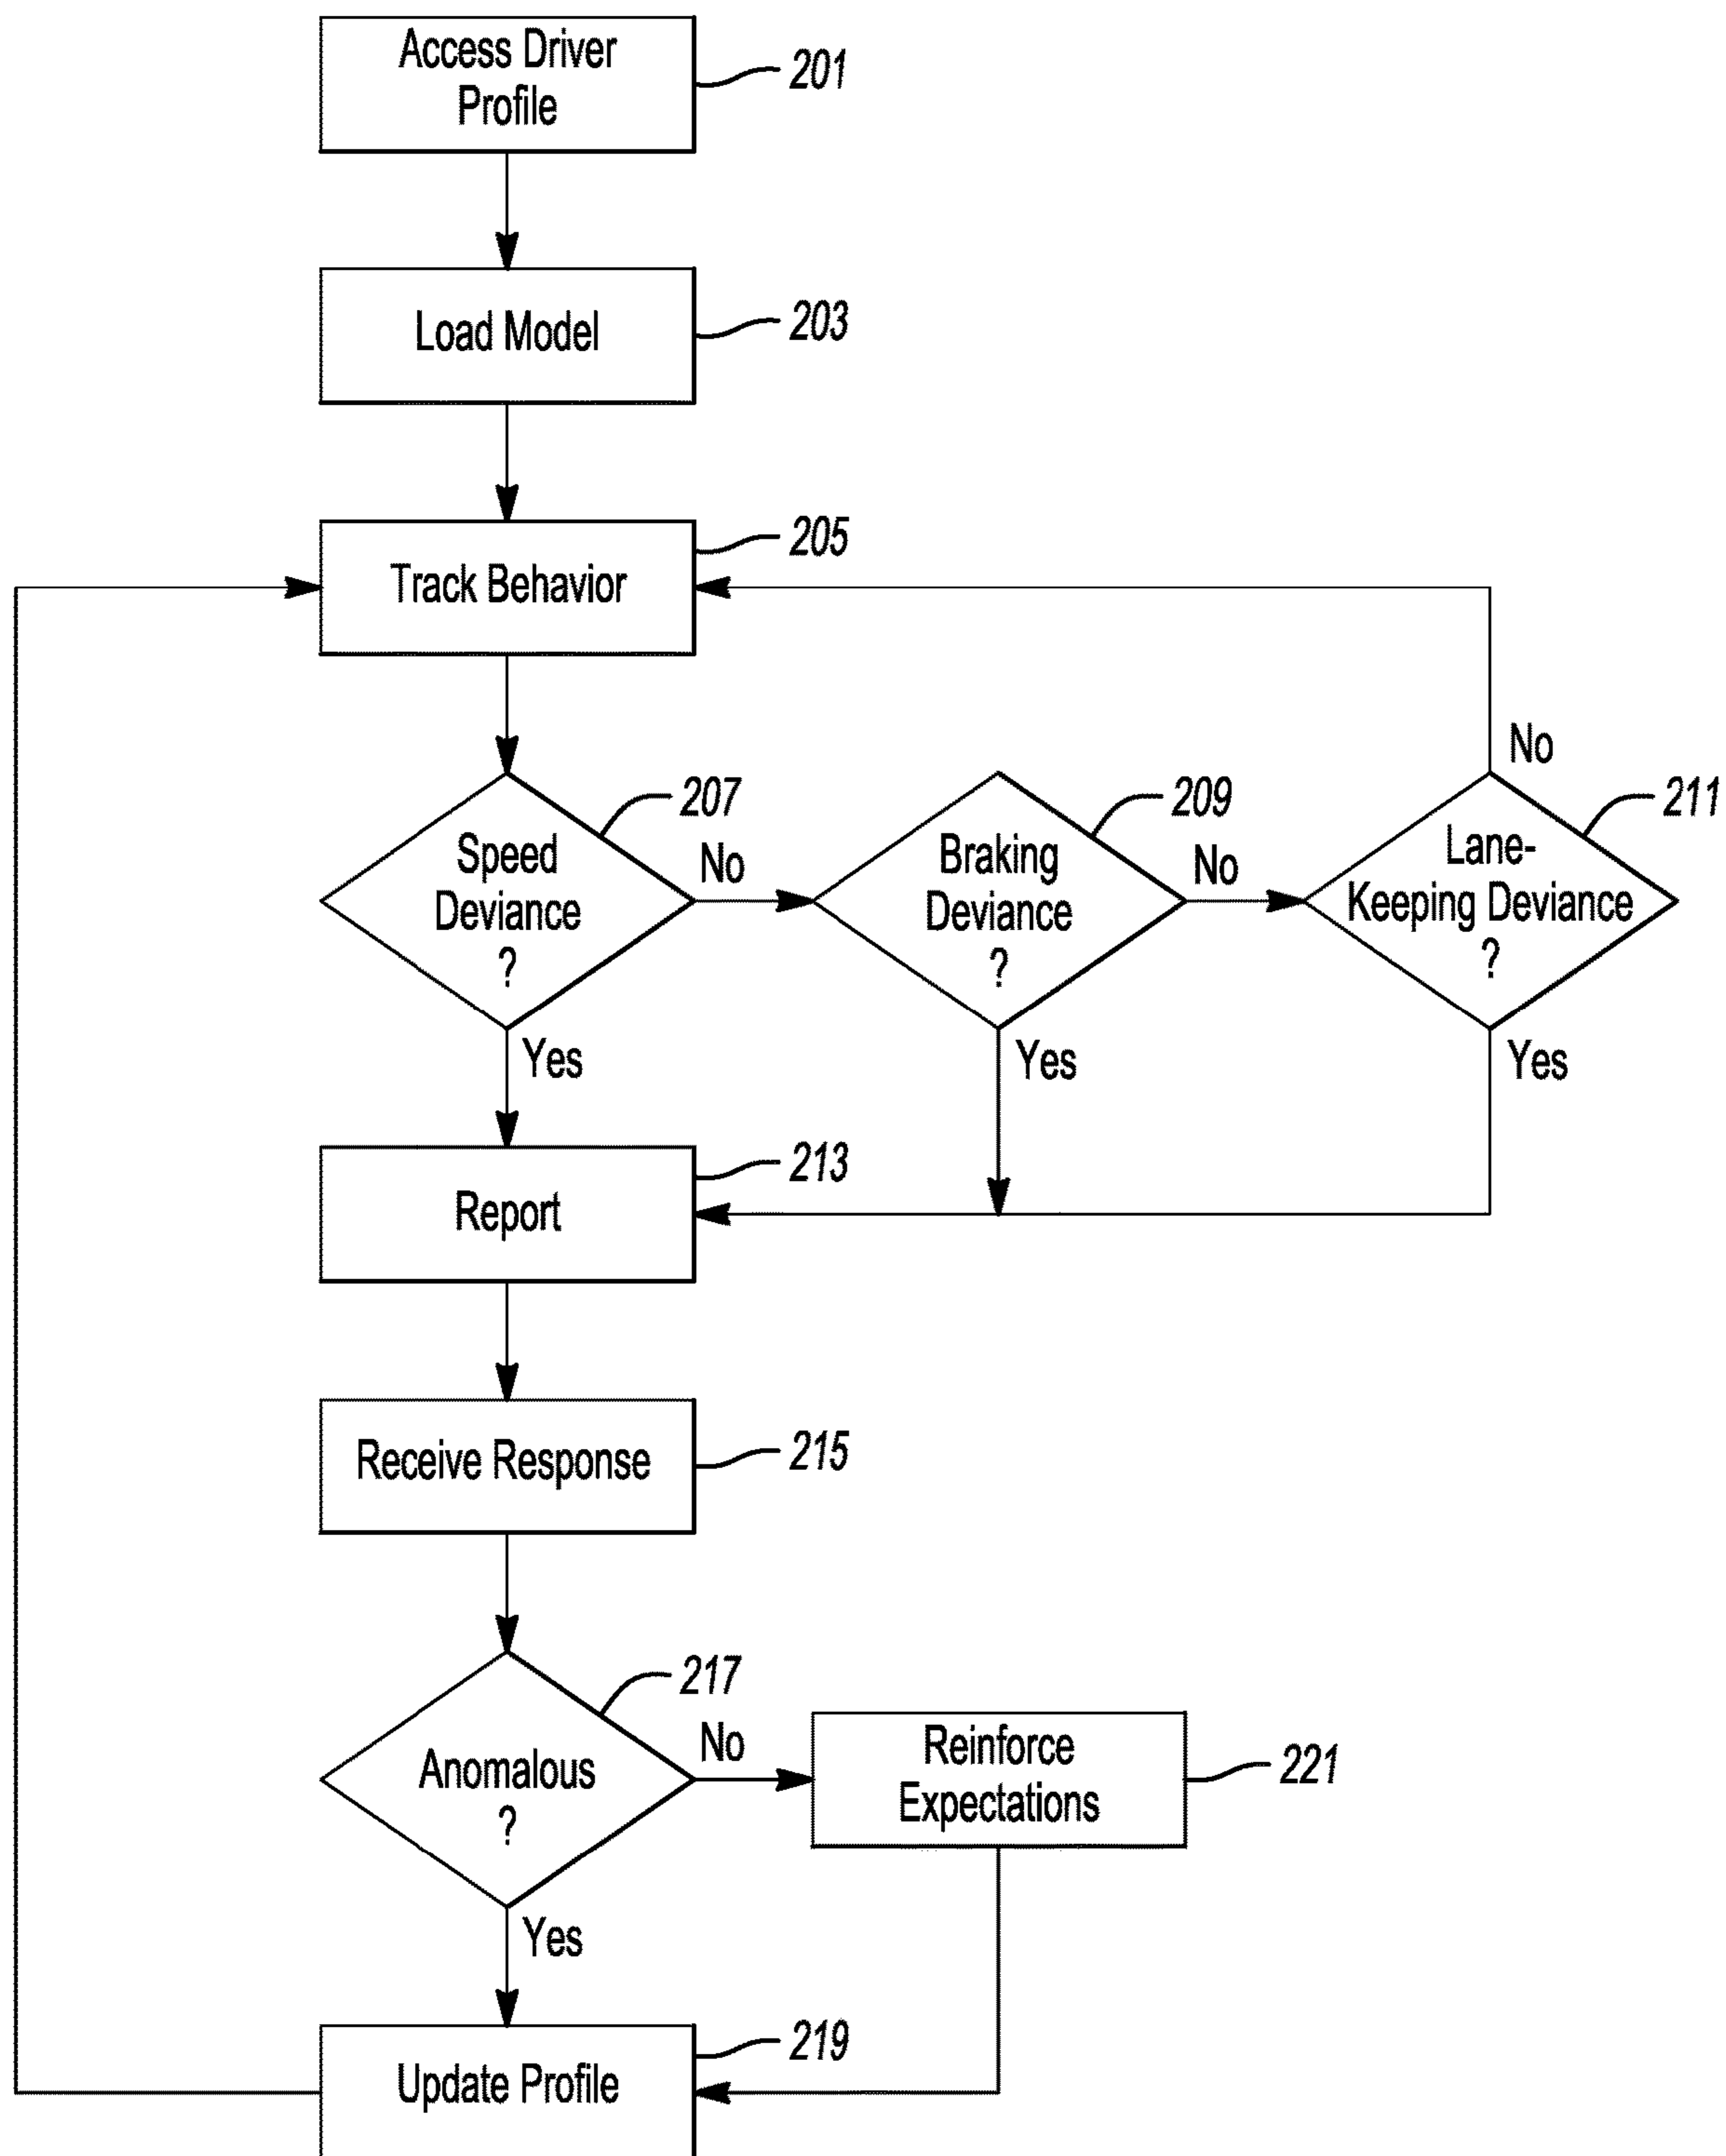 Access Driver
Profile
201
Load Model
203
205
Track Behavior
No
207
209
211
Speed
Deviance
?
No
Braking
Deviance
?
No
Lane-
Keeping Deviance
?
Yes
Yes
Yes
213
Report
Receive Response
215
217
Anomalous
?
No
Reinforce
Expectations
221
Yes
219
Update Profile